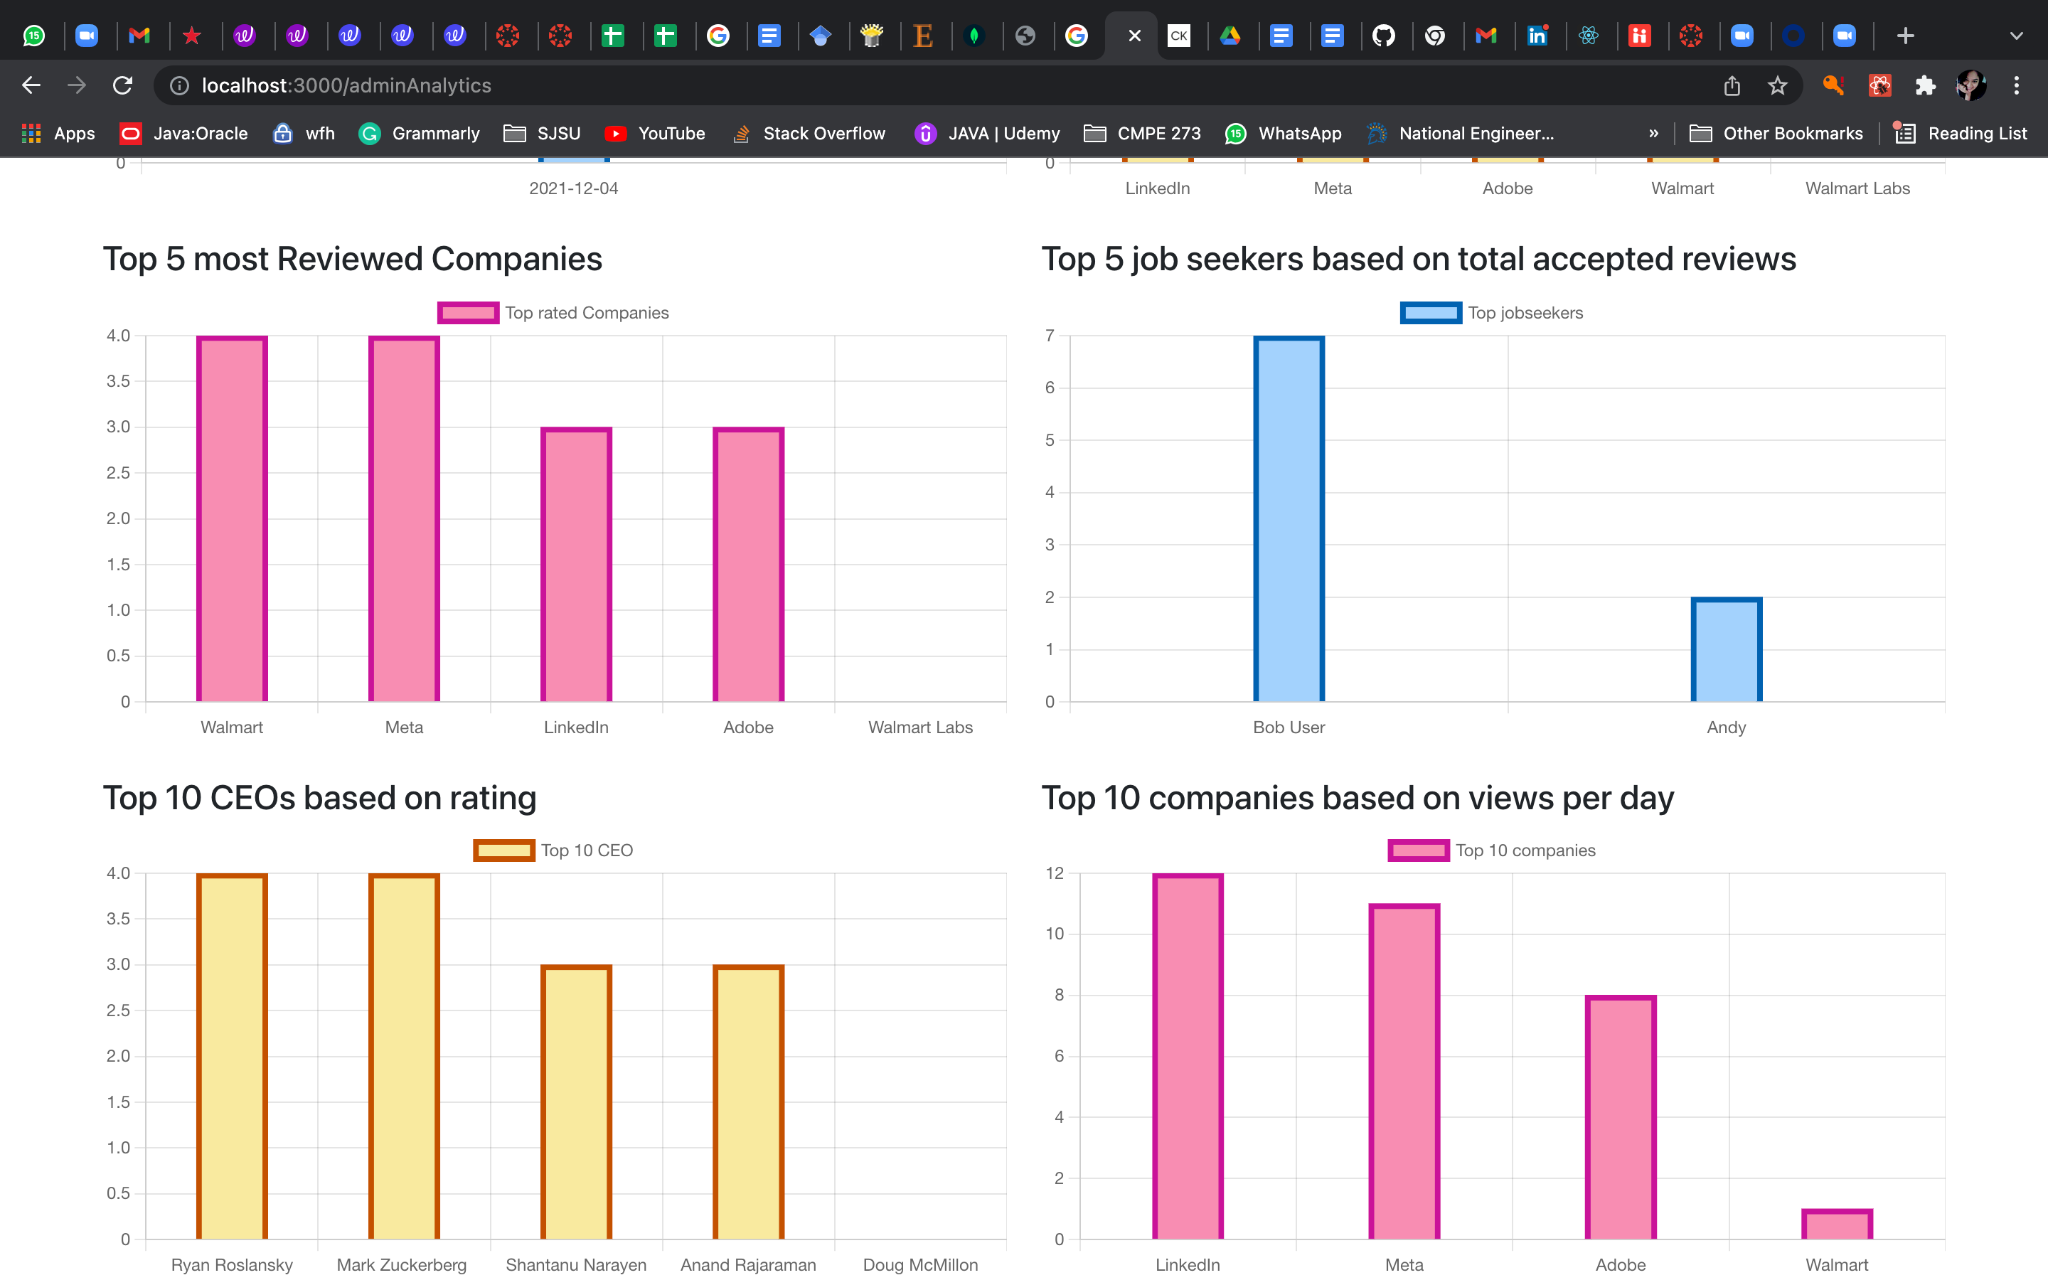 15
CK
localhost:3000/adminAnalytics
Apps Java:Oracle wfh Grammarly SJSU YouTube Stack Overflow JAVA | Udemy CMPE 273 15 WhatsApp National Engineer... » Other Bookmarks Reading List
0
2021-12-04
0
LinkedIn Meta Adobe Walmart Walmart Labs
Top 5 most Reviewed Companies
Top rated Companies
4.0
3.5
3.0
2.5
2.0
1.5
1.0
0.5
0
Walmart Meta LinkedIn Adobe Walmart Labs
Top 5 job seekers based on total accepted reviews
Top jobseekers
7
6
5
4
3
2
1
0
Bob User Andy
Top 10 CEOs based on rating
Top 10 CEO
4.0
3.5
3.0
2.5
2.0
1.5
1.0
0.5
0
Ryan Roslansky Mark Zuckerberg Shantanu Narayen Anand Rajaraman Doug McMillon
Top 10 companies based on views per day
Top 10 companies
12
10
8
6
4
2
0
LinkedIn Meta Adobe Walmart